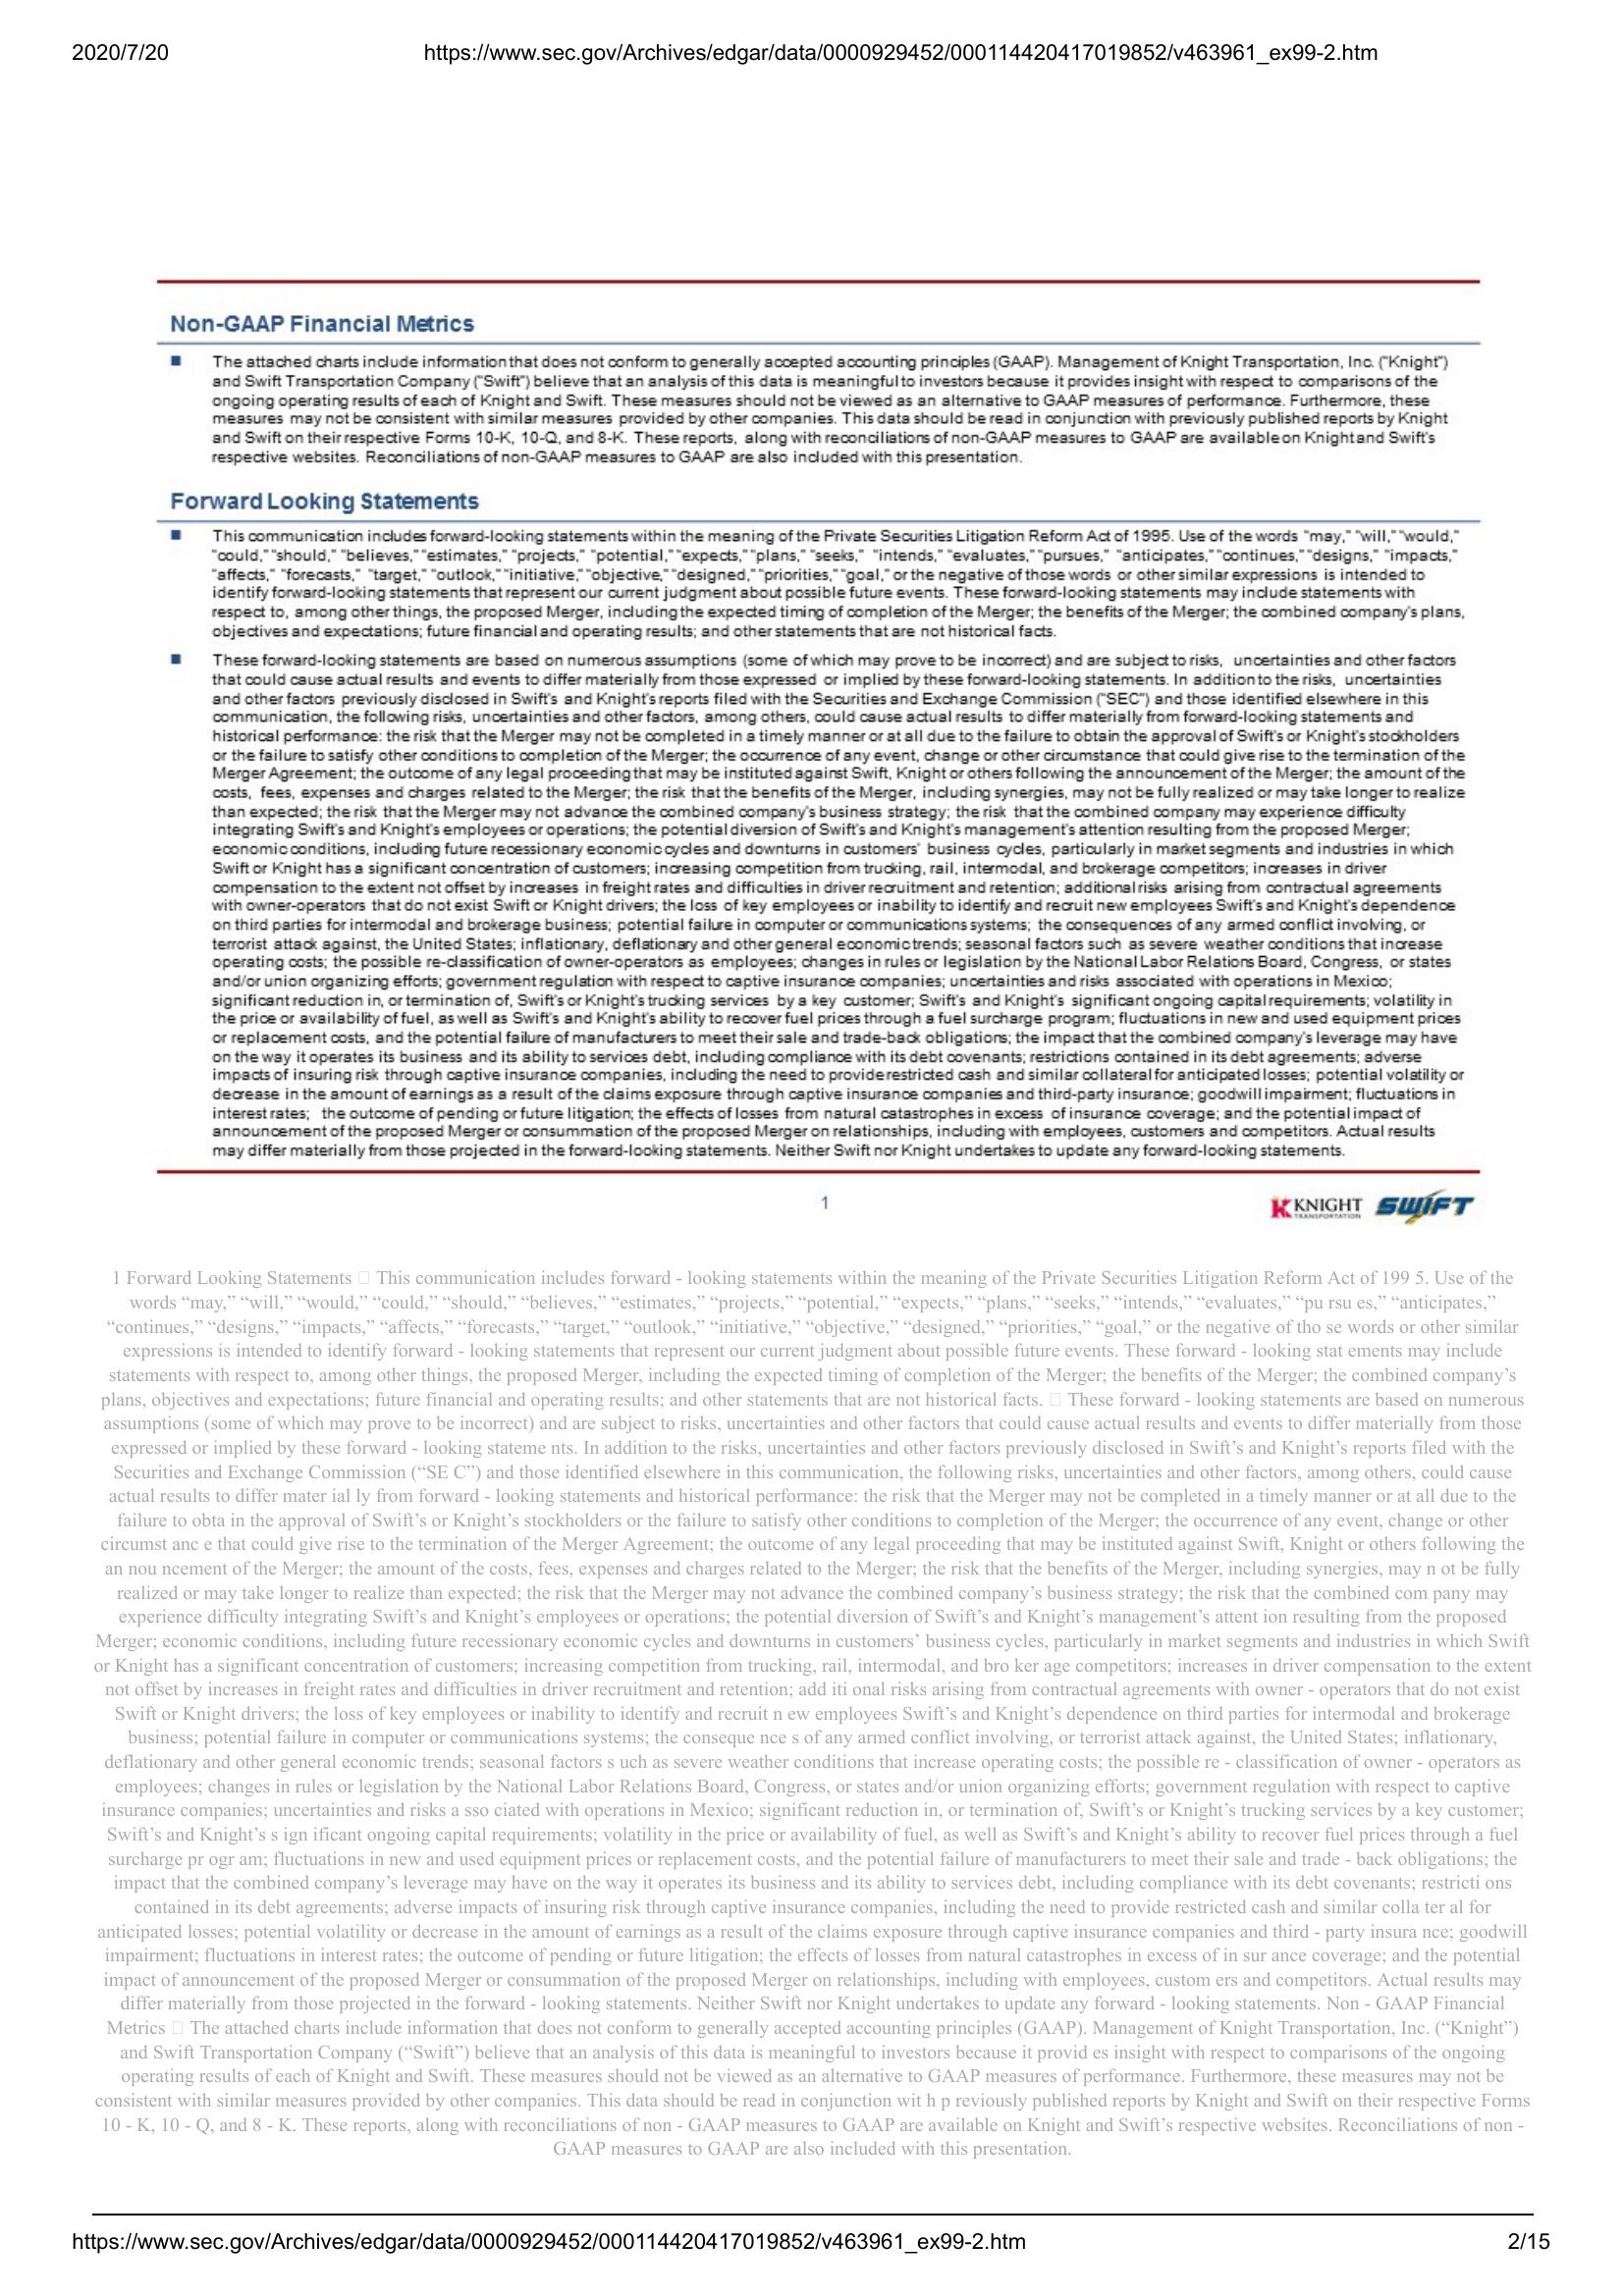 2020/7/20 https://www.sec.gov/Archives/edgar/data/0000929452/000114420417019852/v463961_ex99-2.htm
Non-GAAP Financial Metrics
■ The attached charts include information that does not conform to generally accepted accounting principles (GAAP). Management of Knight Transportation, Inc. ("Knight")
and Swift Transportation Company ("Swift") believe that an analysis of this data is meaningful to investors because it provides insight with respect to comparisons of the
ongoing operating results of each of Knight and Swift. These measures should not be viewed as an alternative to GAAP measures of performance. Furthermore, these
measures may not be consistent with similar measures provided by other companies. This data should be read in conjunction with previously published reports by Knight
and Swift on their respective Forms 10-K, 10-Q, and 8-K. These reports, along with reconciliations of non-GAAP measures to GAAP are available on Knight and Swift's
respective websites. Reconciliations of non-GAAP measures to GAAP are also included with this presentation.
Forward Looking Statements
■ This communication includes forward-looking statements within the meaning of the Private Securities Litigation Reform Act of 1995. Use of the words "may," "will," "would,"
"could," "should," "believes," "estimates," "projects," "potential," "expects," "plans," "seeks," "intends," "evaluates," "pursues," "anticipates," "continues," "designs," "impacts,"
"affects," "forecasts," "target," "outlook," "initiative," "objective," "designed," "priorities," "goal," or the negative of those words or other similar expressions is intended to
identify forward-looking statements that represent our current judgment about possible future events. These forward-looking statements may include statements with
respect to, among other things, the proposed Merger, including the expected timing of completion of the Merger; the benefits of the Merger; the combined company's plans,
objectives and expectations; future financial and operating results; and other statements that are not historical facts.
■ These forward-looking statements are based on numerous assumptions (some of which may prove to be incorrect) and are subject to risks, uncertainties and other factors
that could cause actual results and events to differ materially from those expressed or implied by these forward-looking statements. In addition to the risks, uncertainties
and other factors previously disclosed in Swift's and Knight's reports filed with the Securities and Exchange Commission ("SEC") and those identified elsewhere in this
communication, the following risks, uncertainties and other factors, among others, could cause actual results to differ materially from forward-looking statements and
historical performance: the risk that the Merger may not be completed in a timely manner or at all due to the failure to obtain the approval of Swift's or Knight's stockholders
or the failure to satisfy other conditions to completion of the Merger; the occurrence of any event, change or other circumstance that could give rise to the termination of the
Merger Agreement; the outcome of any legal proceeding that may be instituted against Swift, Knight or others following the announcement of the Merger; the amount of the
costs, fees, expenses and charges related to the Merger; the risk that the benefits of the Merger, including synergies, may not be fully realized or may take longer to realize
than expected; the risk that the Merger may not advance the combined company's business strategy; the risk that the combined company may experience difficulty
integrating Swift's and Knight's employees or operations; the potential diversion of Swift's and Knight's management's attention resulting from the proposed Merger;
economic conditions, including future recessionary economic cycles and downturns in customers' business cycles, particularly in market segments and industries in which
Swift or Knight has a significant concentration of customers; increasing competition from trucking, rail, intermodal, and brokerage competitors; increases in driver
compensation to the extent not offset by increases in freight rates and difficulties in driver recruitment and retention; additional risks arising from contractual agreements
with owner-operators that do not exist Swift or Knight drivers; the loss of key employees or inability to identify and recruit new employees Swift's and Knight's dependence
on third parties for intermodal and brokerage business; potential failure in computer or communications systems; the consequences of any armed conflict involving, or
terrorist attack against, the United States; inflationary, deflationary and other general economic trends; seasonal factors such as severe weather conditions that increase
operating costs; the possible re-classification of owner-operators as employees; changes in rules or legislation by the National Labor Relations Board, Congress, or states
and/or union organizing efforts; government regulation with respect to captive insurance companies; uncertainties and risks associated with operations in Mexico;
significant reduction in, or termination of, Swift's or Knight's trucking services by a key customer; Swift's and Knight's significant ongoing capital requirements; volatility in
the price or availability of fuel, as well as Swift's and Knight's ability to recover fuel prices through a fuel surcharge program; fluctuations in new and used equipment prices
or replacement costs, and the potential failure of manufacturers to meet their sale and trade-back obligations; the impact that the combined company's leverage may have
on the way it operates its business and its ability to services debt, including compliance with its debt covenants; restrictions contained in its debt agreements; adverse
impacts of insuring risk through captive insurance companies, including the need to provide restricted cash and similar collateral for anticipated losses; potential volatility or
decrease in the amount of earnings as a result of the claims exposure through captive insurance companies and third-party insurance; goodwill impairment; fluctuations in
interest rates; the outcome of pending or future litigation; the effects of losses from natural catastrophes in excess of insurance coverage; and the potential impact of
announcement of the proposed Merger or consummation of the proposed Merger on relationships, including with employees, customers and competitors. Actual results
may differ materially from those projected in the forward-looking statements. Neither Swift nor Knight undertakes to update any forward-looking statements.
1 KNIGHT TRANSPORTATION SWIFT
1 Forward Looking Statements □ This communication includes forward - looking statements within the meaning of the Private Securities Litigation Reform Act of 199 5. Use of the
words “may,” “will,” “would,” “could,” “should,” “believes,” “estimates,” “projects,” “potential,” “expects,” “plans,” “seeks,” “intends,” “evaluates,” “pu rsu es,” “anticipates,”
“continues,” “designs,” “impacts,” “affects,” “forecasts,” “target,” “outlook,” “initiative,” “objective,” “designed,” “priorities,” “goal,” or the negative of tho se words or other similar
expressions is intended to identify forward - looking statements that represent our current judgment about possible future events. These forward - looking stat ements may include
statements with respect to, among other things, the proposed Merger, including the expected timing of completion of the Merger; the benefits of the Merger; the combined company’s
plans, objectives and expectations; future financial and operating results; and other statements that are not historical facts. □ These forward - looking statements are based on numerous
assumptions (some of which may prove to be incorrect) and are subject to risks, uncertainties and other factors that could cause actual results and events to differ materially from those
expressed or implied by these forward - looking stateme nts. In addition to the risks, uncertainties and other factors previously disclosed in Swift’s and Knight’s reports filed with the
Securities and Exchange Commission (“SE C”) and those identified elsewhere in this communication, the following risks, uncertainties and other factors, among others, could cause
actual results to differ mater ial ly from forward - looking statements and historical performance: the risk that the Merger may not be completed in a timely manner or at all due to the
failure to obta in the approval of Swift’s or Knight’s stockholders or the failure to satisfy other conditions to completion of the Merger; the occurrence of any event, change or other
circumst anc e that could give rise to the termination of the Merger Agreement; the outcome of any legal proceeding that may be instituted against Swift, Knight or others following the
an nou ncement of the Merger; the amount of the costs, fees, expenses and charges related to the Merger; the risk that the benefits of the Merger, including synergies, may n ot be fully
realized or may take longer to realize than expected; the risk that the Merger may not advance the combined company’s business strategy; the risk that the combined com pany may
experience difficulty integrating Swift’s and Knight’s employees or operations; the potential diversion of Swift’s and Knight’s management’s attent ion resulting from the proposed
Merger; economic conditions, including future recessionary economic cycles and downturns in customers’ business cycles, particularly in market segments and industries in which Swift
or Knight has a significant concentration of customers; increasing competition from trucking, rail, intermodal, and bro ker age competitors; increases in driver compensation to the extent
not offset by increases in freight rates and difficulties in driver recruitment and retention; add iti onal risks arising from contractual agreements with owner - operators that do not exist
Swift or Knight drivers; the loss of key employees or inability to identify and recruit n ew employees Swift’s and Knight’s dependence on third parties for intermodal and brokerage
business; potential failure in computer or communications systems; the conseque nce s of any armed conflict involving, or terrorist attack against, the United States; inflationary,
deflationary and other general economic trends; seasonal factors s uch as severe weather conditions that increase operating costs; the possible re - classification of owner - operators as
employees; changes in rules or legislation by the National Labor Relations Board, Congress, or states and/or union organizing efforts; government regulation with respect to captive
insurance companies; uncertainties and risks a sso ciated with operations in Mexico; significant reduction in, or termination of, Swift’s or Knight’s trucking services by a key customer;
Swift’s and Knight’s s ign ificant ongoing capital requirements; volatility in the price or availability of fuel, as well as Swift’s and Knight’s ability to recover fuel prices through a fuel
surcharge pr ogr am; fluctuations in new and used equipment prices or replacement costs, and the potential failure of manufacturers to meet their sale and trade - back obligations; the
impact that the combined company’s leverage may have on the way it operates its business and its ability to services debt, including compliance with its debt covenants; restricti ons
contained in its debt agreements; adverse impacts of insuring risk through captive insurance companies, including the need to provide restricted cash and similar colla ter al for
anticipated losses; potential volatility or decrease in the amount of earnings as a result of the claims exposure through captive insurance companies and third - party insura nce; goodwill
impairment; fluctuations in interest rates; the outcome of pending or future litigation; the effects of losses from natural catastrophes in excess of in sur ance coverage; and the potential
impact of announcement of the proposed Merger or consummation of the proposed Merger on relationships, including with employees, custom ers and competitors. Actual results may
differ materially from those projected in the forward - looking statements. Neither Swift nor Knight undertakes to update any forward - looking statements. Non - GAAP Financial
Metrics □ The attached charts include information that does not conform to generally accepted accounting principles (GAAP). Management of Knight Transportation, Inc. (“Knight”)
and Swift Transportation Company (“Swift”) believe that an analysis of this data is meaningful to investors because it provid es insight with respect to comparisons of the ongoing
operating results of each of Knight and Swift. These measures should not be viewed as an alternative to GAAP measures of performance. Furthermore, these measures may not be
consistent with similar measures provided by other companies. This data should be read in conjunction wit h p reviously published reports by Knight and Swift on their respective Forms
10 - K, 10 - Q, and 8 - K. These reports, along with reconciliations of non - GAAP measures to GAAP are available on Knight and Swift’s respective websites. Reconciliations of non -
GAAP measures to GAAP are also included with this presentation.
https://www.sec.gov/Archives/edgar/data/0000929452/000114420417019852/v463961_ex99-2.htm 2/15